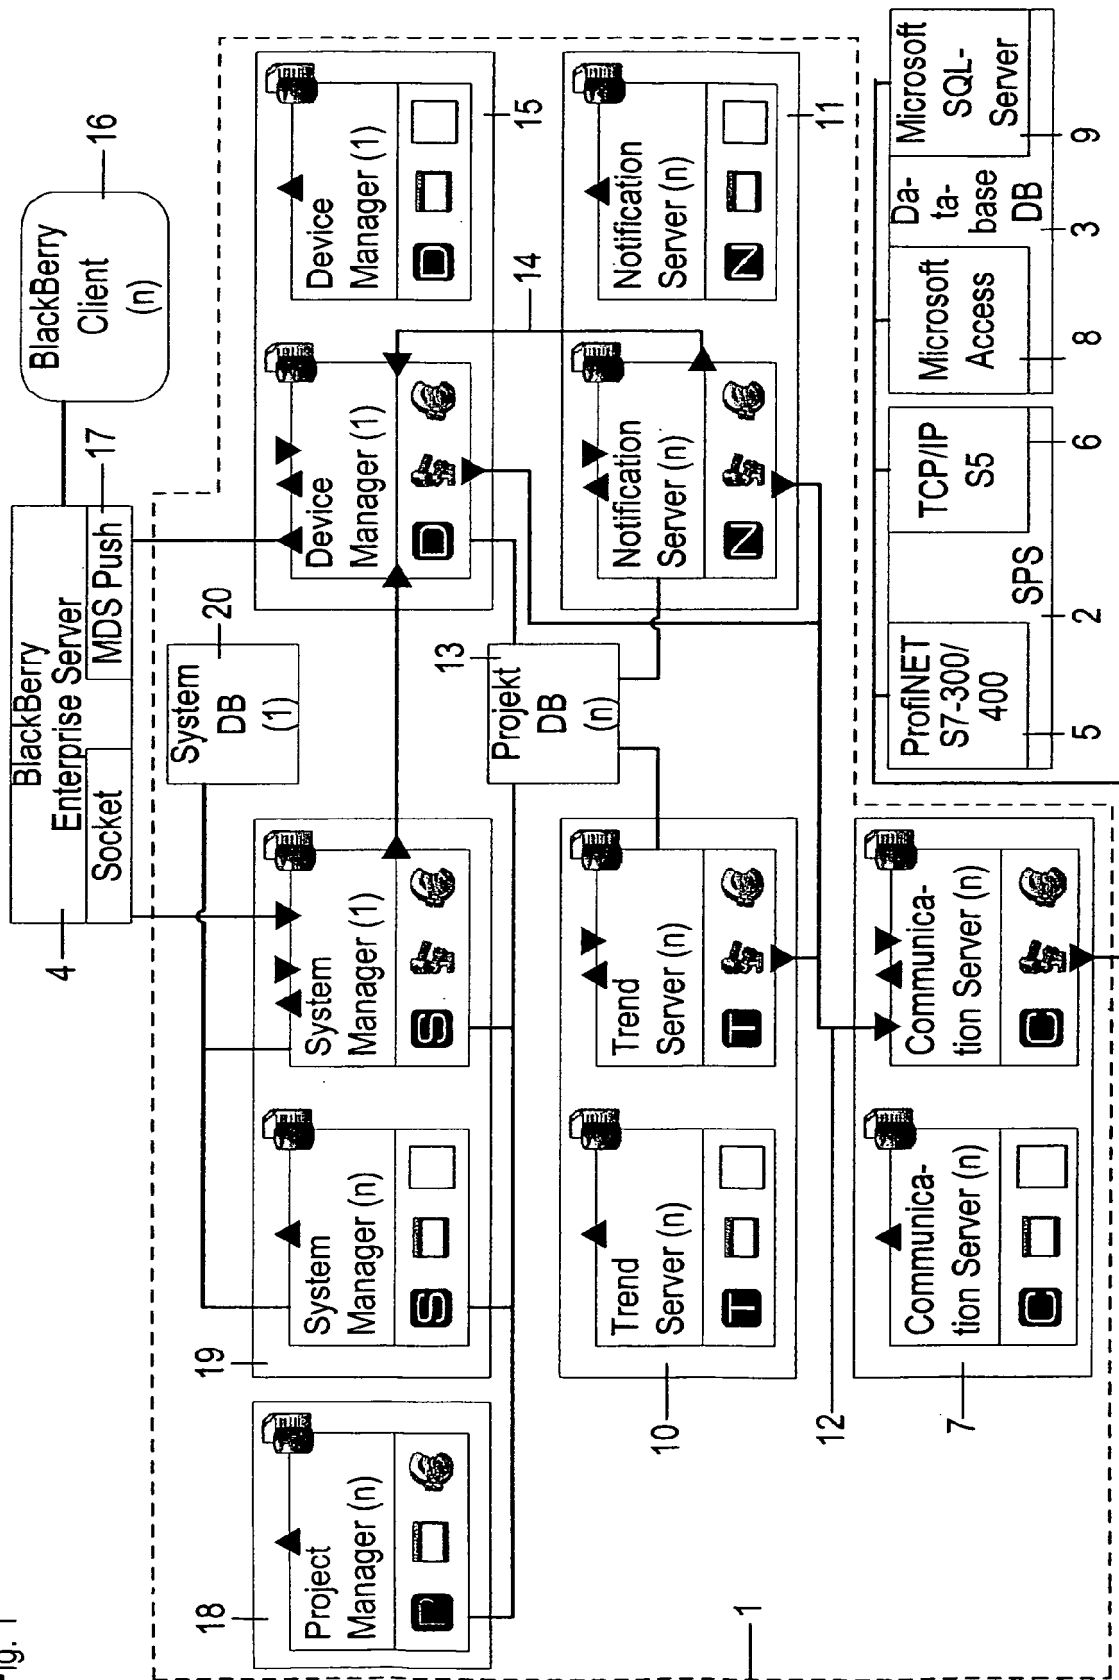 Fig. 1
BlackBerry
Enterprise Server
Socket
MDS Push
4
17
BlackBerry
Client
(n)
16
System
DB
(1)
20
18
Project
Manager (n)
P
19
System
Manager (n)
S
System
Manager (1)
S
Device
Manager (1)
D
Device
Manager (1)
D
15
Projekt
DB
(n)
13
14
10
Trend
Server (n)
T
Trend
Server (n)
T
Notification
Server (n)
N
Notification
Server (n)
N
11
12
7
Communica-
tion Server (n)
C
Communica-
tion Server (n)
C
1
ProfiNET
S7-300/
400
SPS
TCP/IP
S5
5
2
6
Microsoft
Access
Da-
ta-
base
DB
Microsoft
SQL-
Server
8
3
9